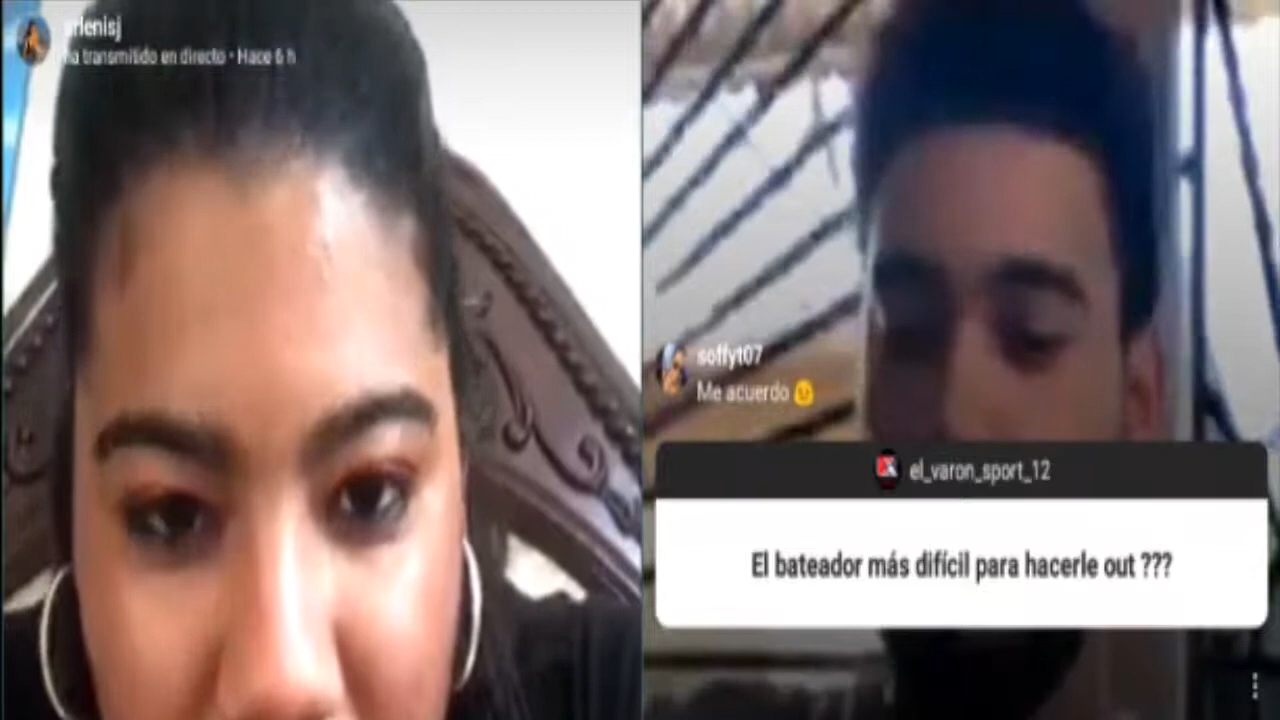 arlenisj
ha transmitido en directo • Hace 6 h
soffyt07
Me acuerdo 😐
el_varon_sport_12
El bateador más difícil para hacerle out ???